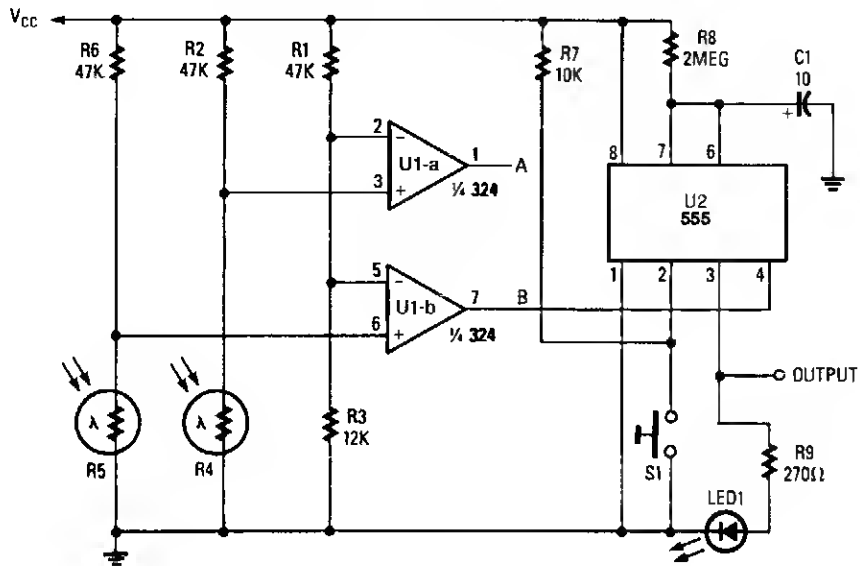 VCC
R6
47K
R2
47K
R1
47K
R7
10K
R8
2MEG
C1
10
+
2
−
U1-a
1
A
3
+
¼ 324
8
7
6
U2
555
1
2
3
4
5
−
U1-b
7
B
6
+
¼ 324
OUTPUT
λ
R5
λ
R4
R3
12K
S1
R9
270Ω
LED1